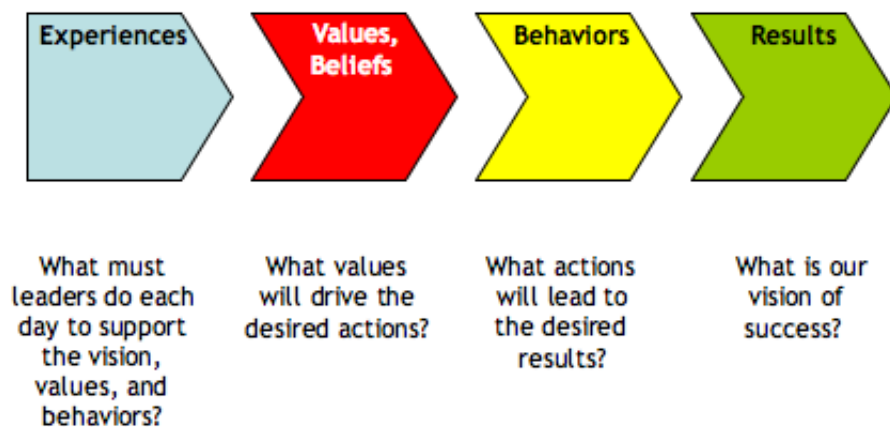 Experiences
Values,
Beliefs
Behaviors
Results
What must
leaders do each
day to support
the vision,
values, and
behaviors?
What values
will drive the
desired actions?
What actions
will lead to
the desired
results?
What is our
vision of
success?